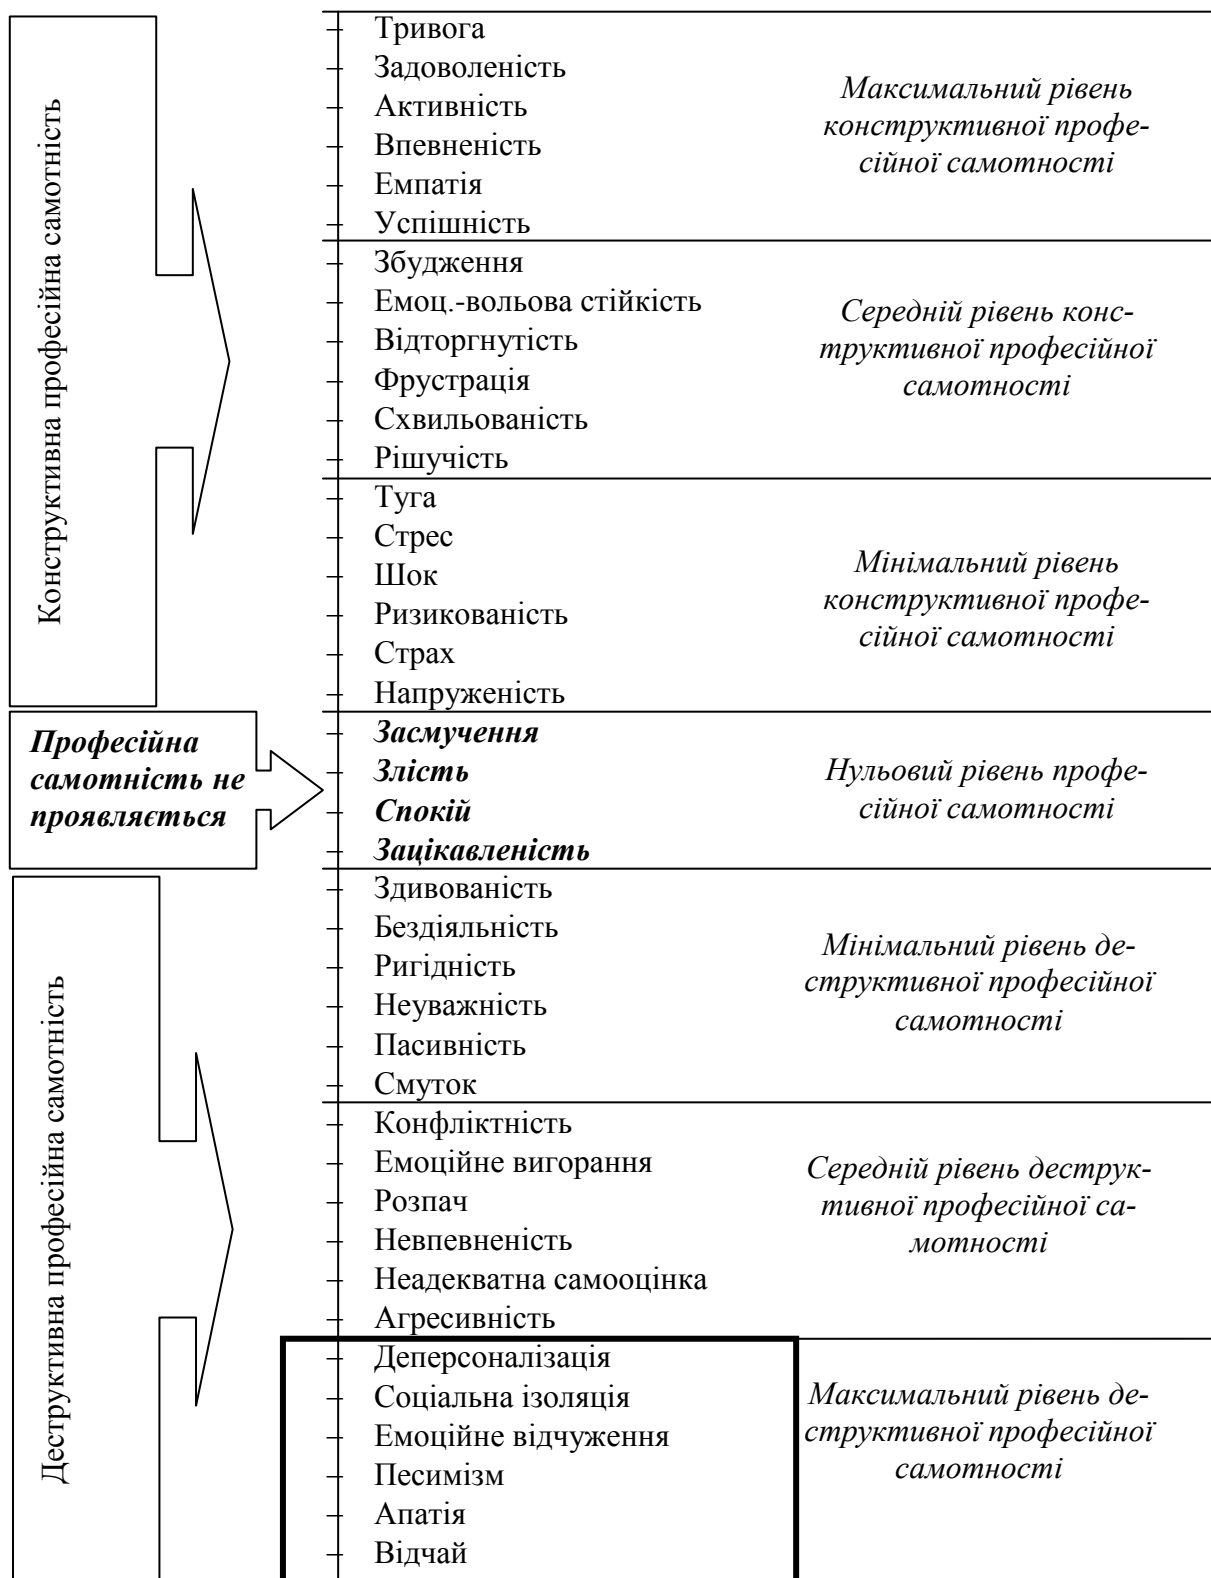 Конструктивна професійна самотність
Тривога
Задоволеність
Активність
Впевненість
Емпатія
Успішність
Максимальний рівень
конструктивної профе-
сійної самотності
Збудження
Емоц.-вольова стійкість
Відторгнутість
Фрустрація
Схвильованість
Рішучість
Середній рівень конс-
труктивної професійної
самотності
Туга
Стрес
Шок
Ризикованість
Страх
Напруженість
Мінімальний рівень
конструктивної профе-
сійної самотності
Професійна
самотність не
проявляється
Засмучення
Злість
Спокій
Зацікавленість
Нульовий рівень профе-
сійної самотності
Деструктивна професійна самотність
Здивованість
Бездіяльність
Ригідність
Неуважність
Пасивність
Смуток
Мінімальний рівень де-
структивної професійної
самотності
Конфліктність
Емоційне вигорання
Розпач
Невпевненість
Неадекватна самооцінка
Агресивність
Середній рівень деструк-
тивної професійної са-
мотності
Деперсоналізація
Соціальна ізоляція
Емоційне відчуження
Песимізм
Апатія
Відчай
Максимальний рівень де-
структивної професійної
самотності